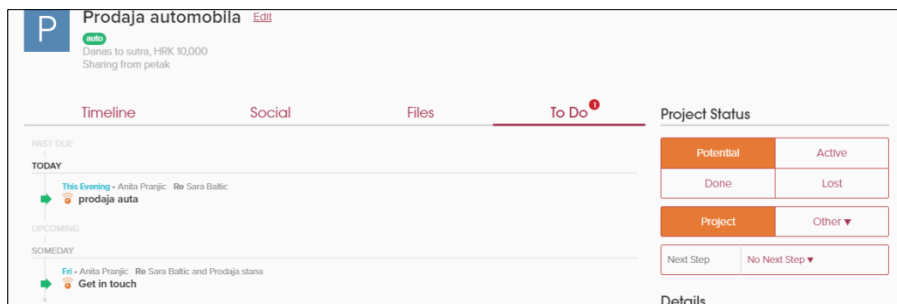 P
Prodaja automobila Edit
auto
Danas to sutra, HRK 10,000
Sharing from petak
Timeline Social Files To Do 1
PAST DUE
TODAY
This Evening • Anita Pranjic Re Sara Baltic
prodaja auta
UPCOMING
SOMEDAY
Fri • Anita Pranjic Re Sara Baltic and Prodaja stana
Get in touch
Project Status
Potential Active
Done Lost
Project Other ▼
Next Step No Next Step ▼
Details